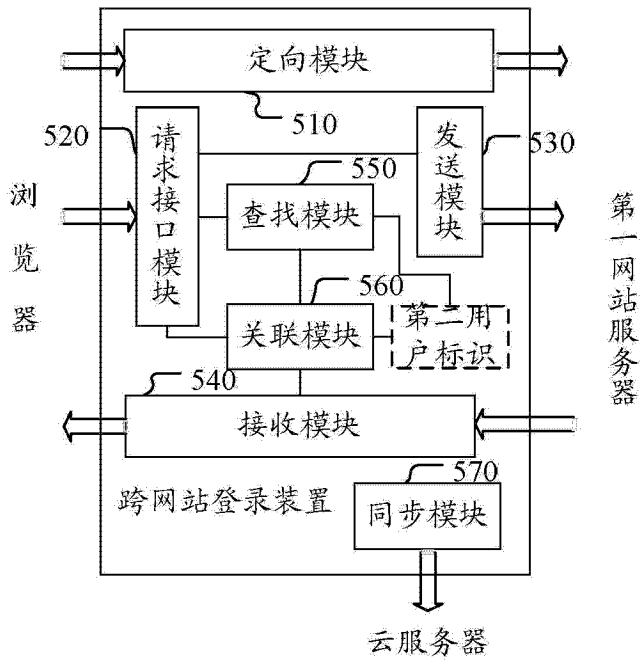 定向模块
510
520
请求接口模块
发送模块
530
550
查找模块
浏览器
第一网站服务器
560
关联模块
第二用
户标识
540
接收模块
570
跨网站登录装置
同步模块
云服务器